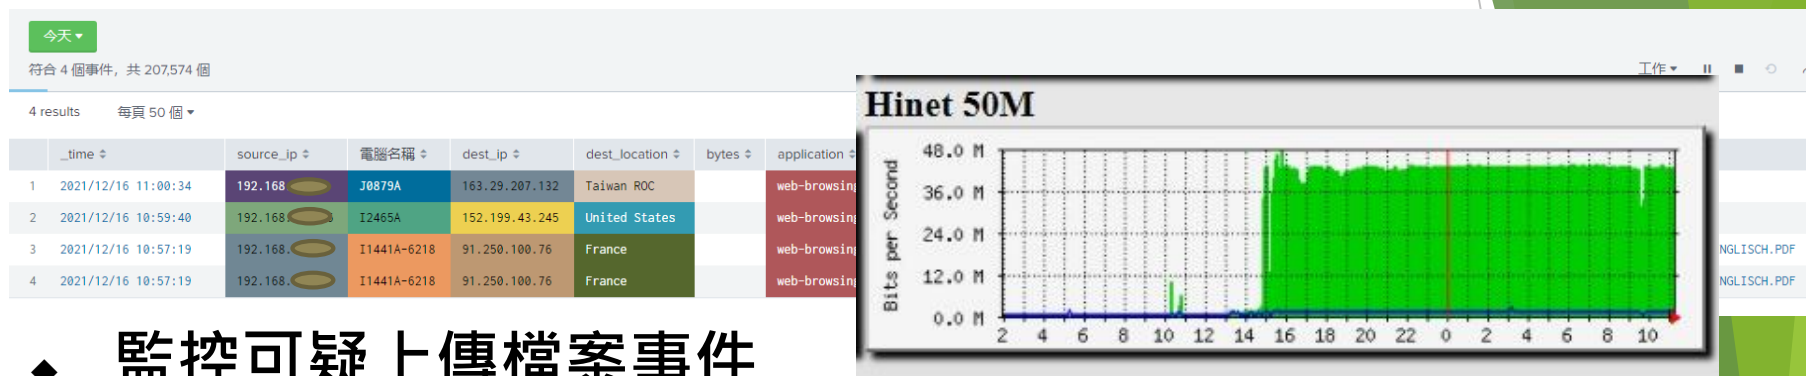 今天
符合 4 個事件，共 207,574 個
工作
4 results 每頁 50 個
_time source_ip 電腦名稱 dest_ip dest_location bytes application
1 2021/12/16 11:00:34 192.168 J0879A 163.29.207.132 Taiwan ROC web-browsing
2 2021/12/16 10:59:40 192.168. I2465A 152.199.43.245 United States web-browsing
3 2021/12/16 10:57:19 192.168. I1441A-6218 91.250.100.76 France web-browsing NGLISCH.PDF
4 2021/12/16 10:57:19 192.168. I1441A-6218 91.250.100.76 France web-browsing NGLISCH.PDF
Hinet 50M
Bits per Second
48.0 M
36.0 M
24.0 M
12.0 M
0.0 M
2 4 6 8 10 12 14 16 18 20 22 0 2 4 6 8 10
監控可疑上傳檔案事件